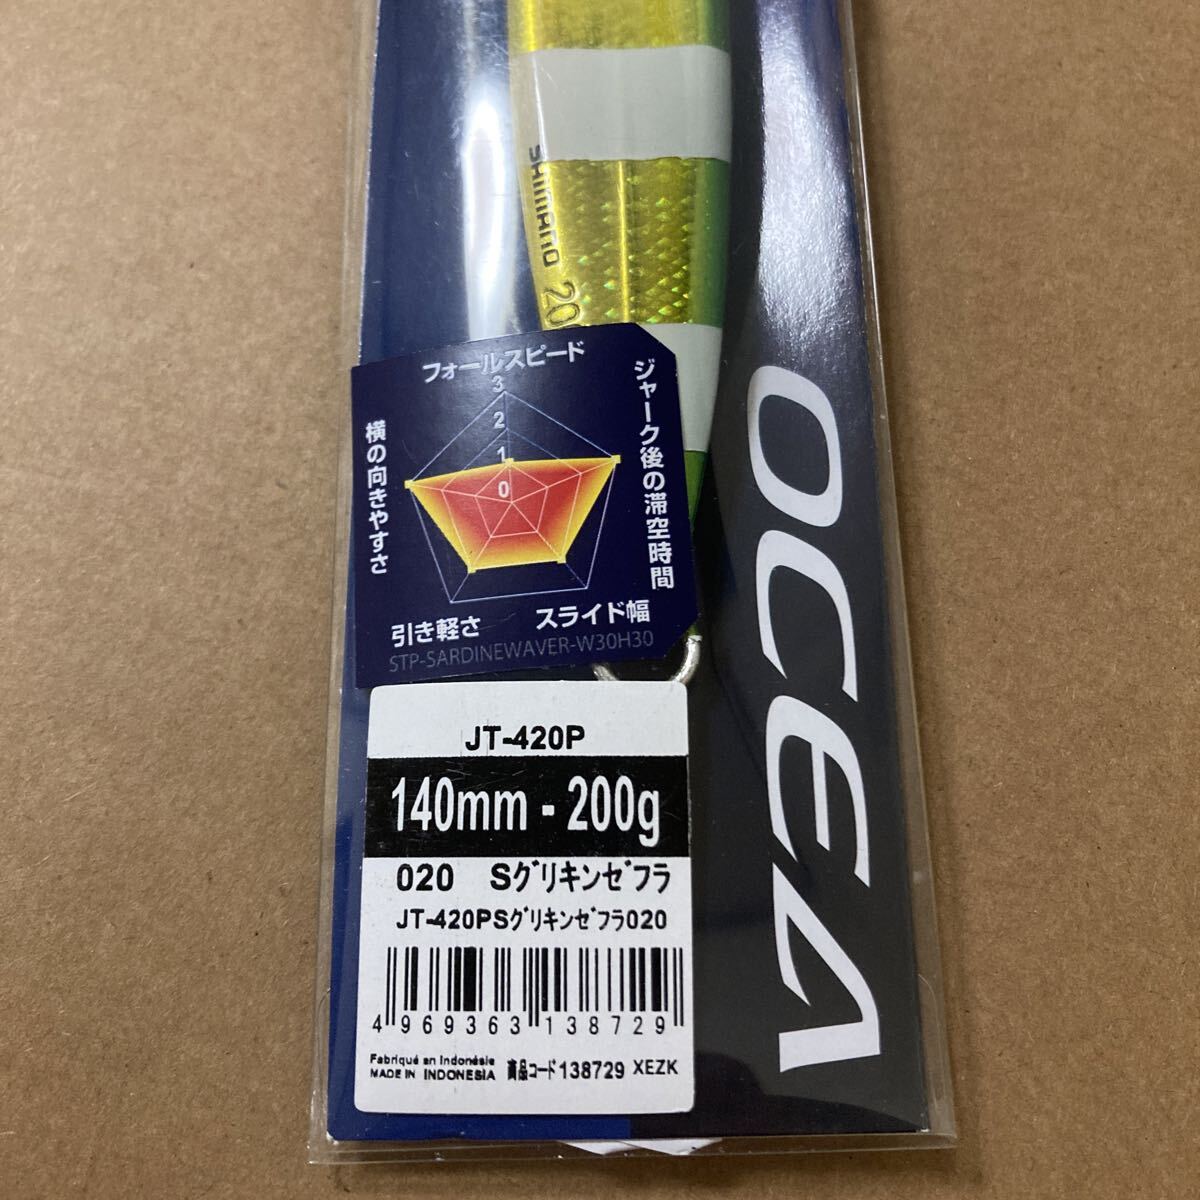 SHIMANO 200
フォールスピード
ジャーク後の滞空時間
横の向きやすさ
3
2
1
0
引き軽さ
スライド幅
STP-SARDINEWAVER-W30H30
OCEA
JT-420P
140mm - 200g
020 Sグリキンゼブラ
JT-420PSグリキンゼブラ020
4 969363 138729
Fabriqué en Indonésie
MADE IN INDONESIA 商品コード138729 XEZK